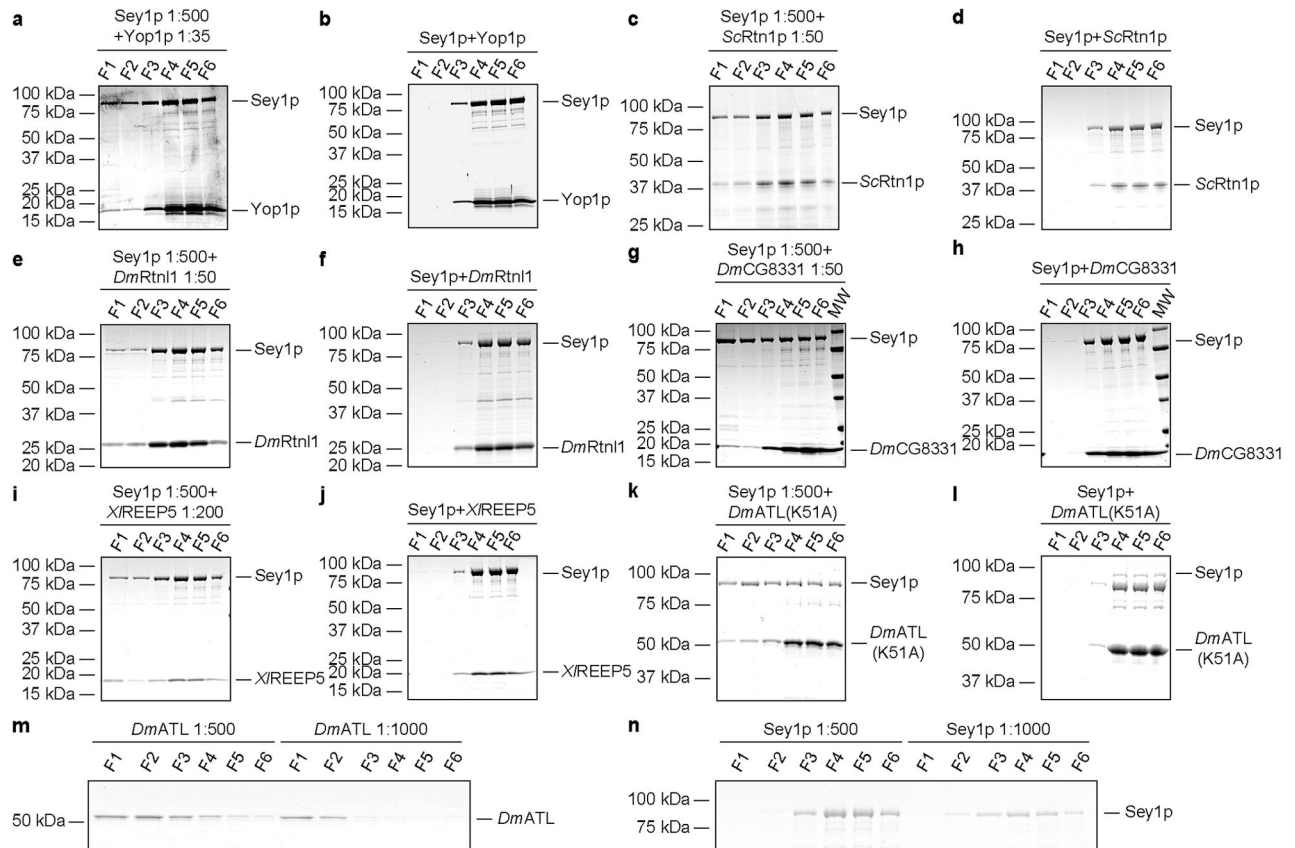 a
Sey1p 1:500
+Yop1p 1:35
F1 F2 F3 F4 F5 F6
100 kDa
75 kDa
50 kDa
37 kDa
25 kDa
20 kDa
15 kDa
Sey1p
Yop1p
b
Sey1p+Yop1p
F1 F2 F3 F4 F5 F6
100 kDa
75 kDa
50 kDa
37 kDa
25 kDa
20 kDa
15 kDa
Sey1p
Yop1p
c
Sey1p 1:500+
ScRtn1p 1:50
F1 F2 F3 F4 F5 F6
100 kDa
75 kDa
50 kDa
37 kDa
25 kDa
Sey1p
ScRtn1p
d
Sey1p+ScRtn1p
F1 F2 F3 F4 F5 F6
100 kDa
75 kDa
50 kDa
37 kDa
25 kDa
Sey1p
ScRtn1p
e
Sey1p 1:500+
DmRtnl1 1:50
F1 F2 F3 F4 F5 F6
100 kDa
75 kDa
50 kDa
37 kDa
25 kDa
20 kDa
Sey1p
DmRtnl1
f
Sey1p+DmRtnl1
F1 F2 F3 F4 F5 F6
100 kDa
75 kDa
50 kDa
37 kDa
25 kDa
20 kDa
Sey1p
DmRtnl1
g
Sey1p 1:500+
DmCG8331 1:50
F1 F2 F3 F4 F5 F6 MW
100 kDa
75 kDa
50 kDa
37 kDa
25 kDa
20 kDa
15 kDa
Sey1p
DmCG8331
h
Sey1p+DmCG8331
F1 F2 F3 F4 F5 F6 MW
100 kDa
75 kDa
50 kDa
37 kDa
25 kDa
20 kDa
Sey1p
DmCG8331
i
Sey1p 1:500+
XlREEP5 1:200
F1 F2 F3 F4 F5 F6
100 kDa
75 kDa
50 kDa
37 kDa
25 kDa
20 kDa
15 kDa
Sey1p
XlREEP5
j
Sey1p+XlREEP5
F1 F2 F3 F4 F5 F6
100 kDa
75 kDa
50 kDa
37 kDa
25 kDa
20 kDa
15 kDa
Sey1p
XlREEP5
k
Sey1p 1:500+
DmATL(K51A)
F1 F2 F3 F4 F5 F6
100 kDa
75 kDa
50 kDa
37 kDa
Sey1p
DmATL
(K51A)
l
Sey1p+
DmATL(K51A)
F1 F2 F3 F4 F5 F6
100 kDa
75 kDa
50 kDa
37 kDa
Sey1p
DmATL
(K51A)
m
DmATL 1:500 DmATL 1:1000
F1 F2 F3 F4 F5 F6 F1 F2 F3 F4 F5 F6
50 kDa
DmATL
n
Sey1p 1:500 Sey1p 1:1000
F1 F2 F3 F4 F5 F6 F1 F2 F3 F4 F5 F6
100 kDa
75 kDa
Sey1p